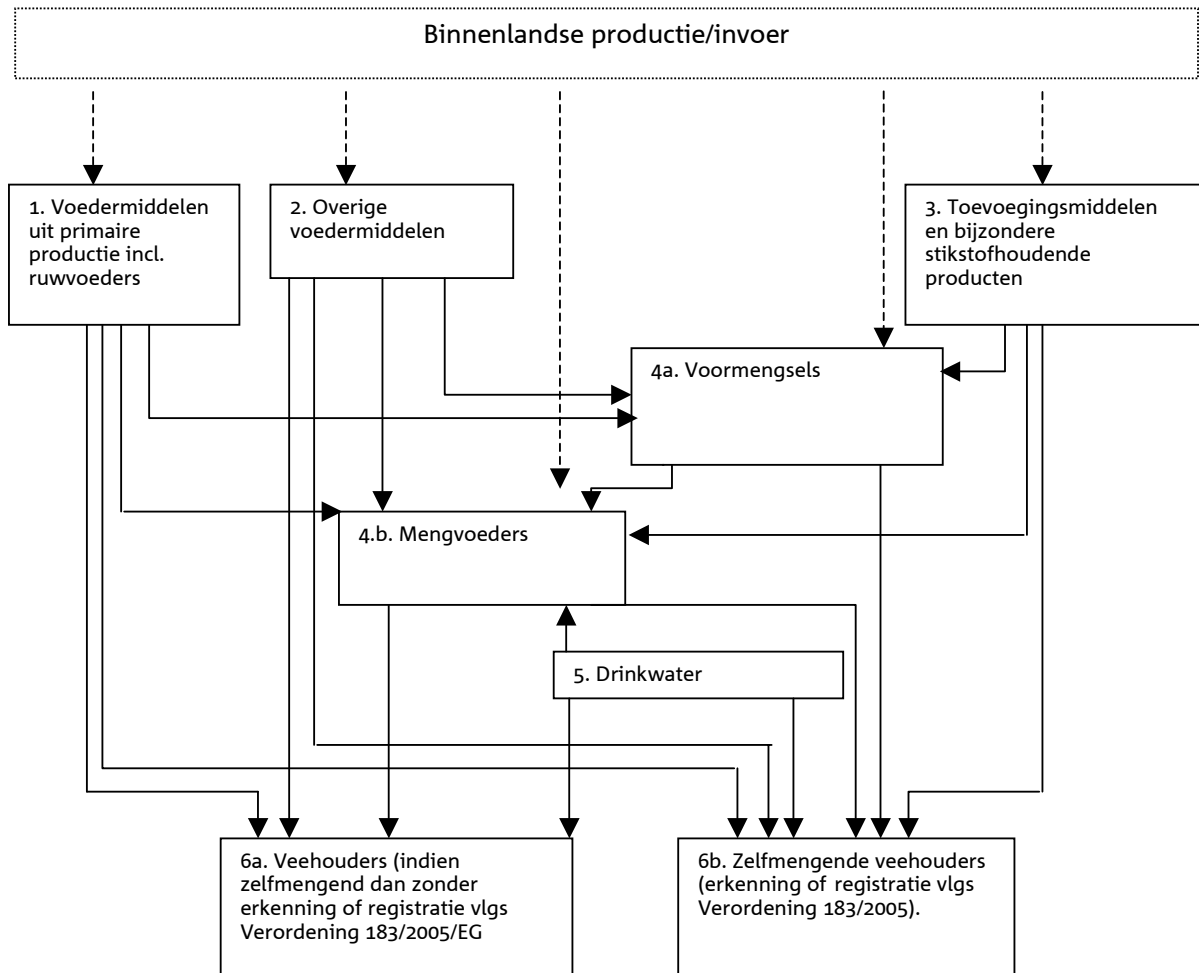 Binnenlandse productie/invoer
1. Voedermiddelen
uit primaire
productie incl.
ruwvoeders
2. Overige
voedermiddelen
3. Toevoegingsmiddelen
en bijzondere
stikstofhoudende
producten
4a. Voormengsels
4.b. Mengvoeders
5. Drinkwater
6a. Veehouders (indien
zelfmengend dan zonder
erkenning of registratie vlgs
Verordening 183/2005/EG
6b. Zelfmengende veehouders
(erkenning of registratie vlgs
Verordening 183/2005).